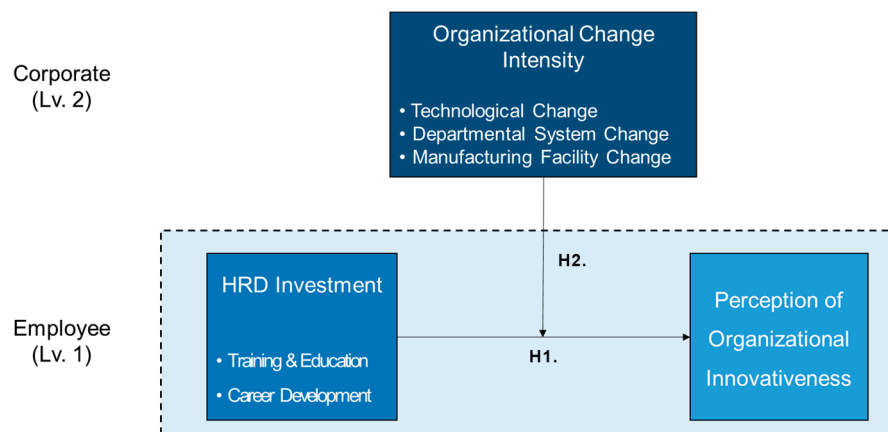 Corporate
(Lv. 2)
Organizational Change
Intensity
• Technological Change
• Departmental System Change
• Manufacturing Facility Change
H2.
Employee
(Lv. 1)
HRD Investment
• Training & Education
• Career Development
H1.
Perception of
Organizational
Innovativeness